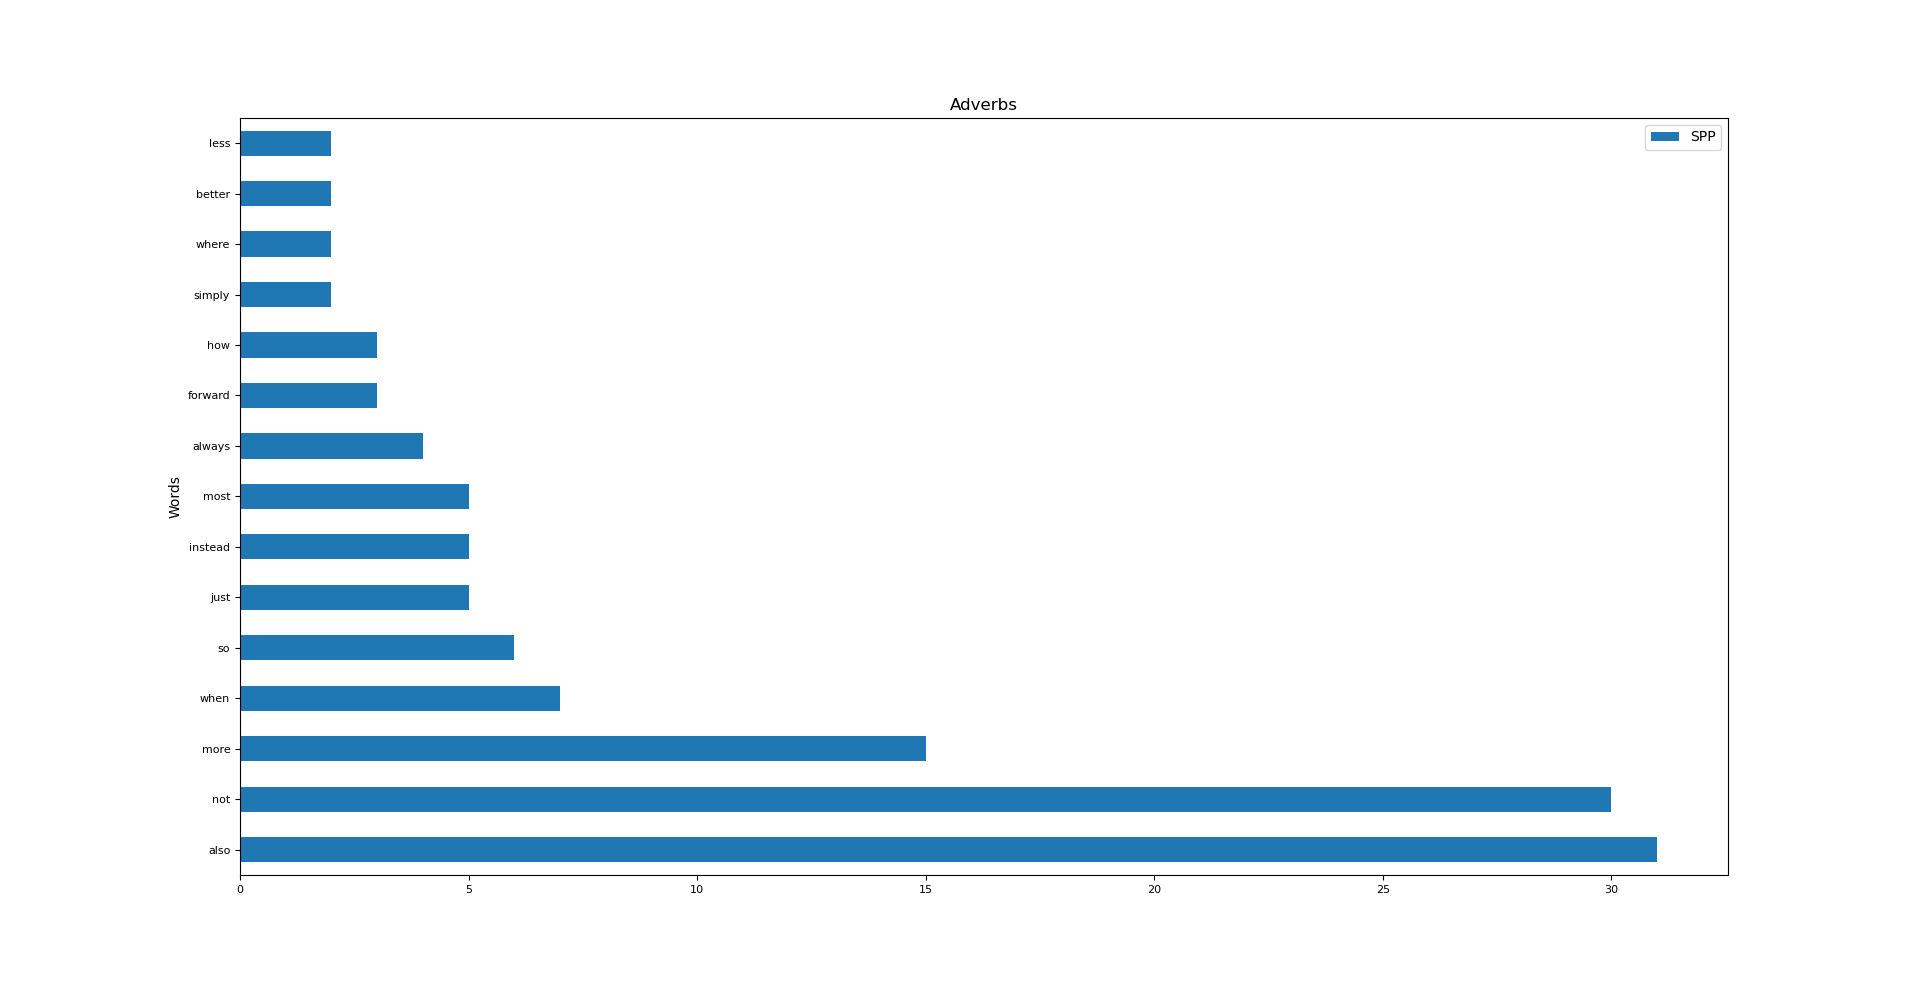 Adverbs
SPP
Words
less
better
where
simply
how
forward
always
most
instead
just
so
when
more
not
also
0 5 10 15 20 25 30